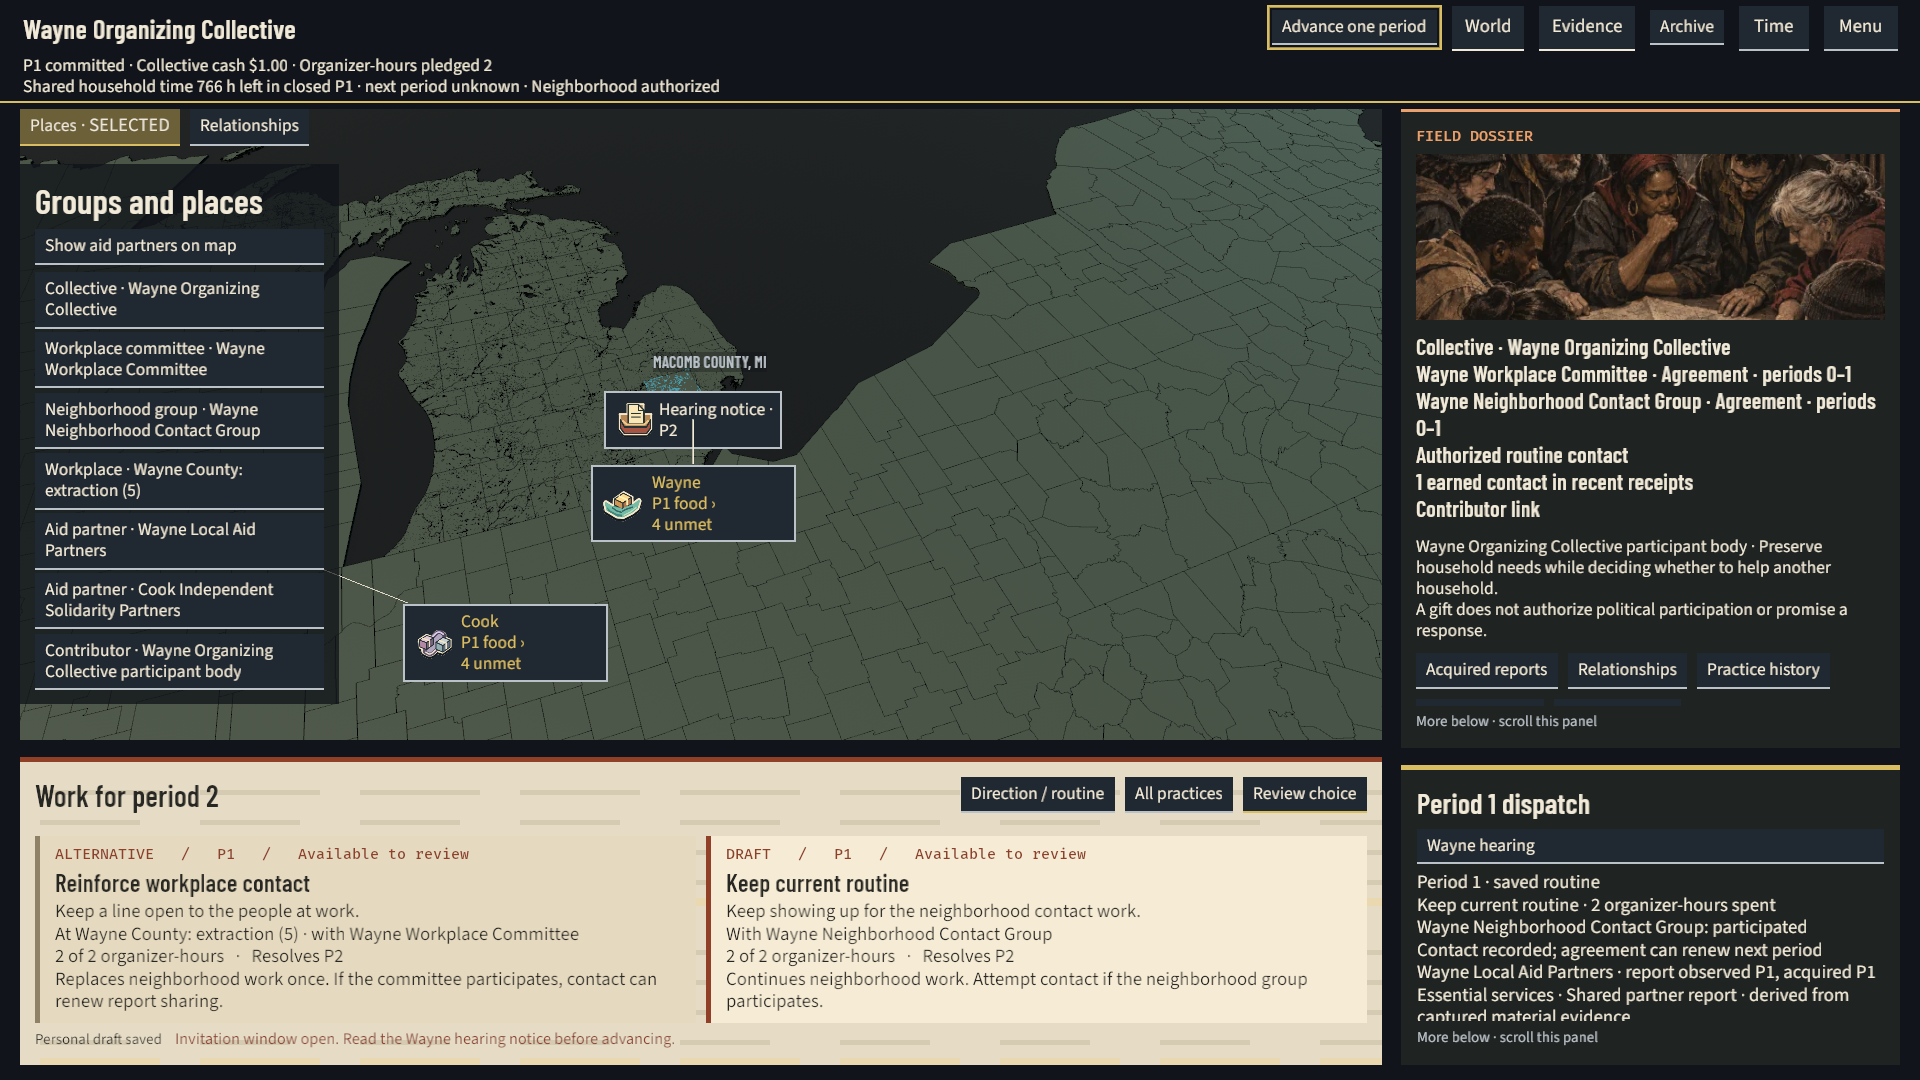 Wayne Organizing Collective
P1 committed · Collective cash $1.00 · Organizer-hours pledged 2
Shared household time 766 h left in closed P1 · next period unknown · Neighborhood authorized
Advance one period
World
Evidence
Archive
Time
Menu
Places · SELECTED
Relationships
Groups and places
Show aid partners on map
Collective · Wayne Organizing
Collective
Workplace committee · Wayne
Workplace Committee
Neighborhood group · Wayne
Neighborhood Contact Group
Workplace · Wayne County:
extraction (5)
Aid partner · Wayne Local Aid
Partners
Aid partner · Cook Independent
Solidarity Partners
Contributor · Wayne Organizing
Collective participant body
MACOMB COUNTY, MI
Hearing notice ·
P2
Wayne
P1 food ›
4 unmet
Cook
P1 food ›
4 unmet
FIELD DOSSIER
Collective · Wayne Organizing Collective
Wayne Workplace Committee · Agreement · periods 0–1
Wayne Neighborhood Contact Group · Agreement · periods
0–1
Authorized routine contact
1 earned contact in recent receipts
Contributor link
Wayne Organizing Collective participant body · Preserve
household needs while deciding whether to help another
household.
A gift does not authorize political participation or promise a
response.
Acquired reports
Relationships
Practice history
More below · scroll this panel
Work for period 2
Direction / routine
All practices
Review choice
ALTERNATIVE / P1 / Available to review
Reinforce workplace contact
Keep a line open to the people at work.
At Wayne County: extraction (5) · with Wayne Workplace Committee
2 of 2 organizer-hours · Resolves P2
Replaces neighborhood work once. If the committee participates, contact can
renew report sharing.
DRAFT / P1 / Available to review
Keep current routine
Keep showing up for the neighborhood contact work.
With Wayne Neighborhood Contact Group
2 of 2 organizer-hours · Resolves P2
Continues neighborhood work. Attempt contact if the neighborhood group
participates.
Personal draft saved
Invitation window open. Read the Wayne hearing notice before advancing.
Period 1 dispatch
Wayne hearing
Period 1 · saved routine
Keep current routine · 2 organizer-hours spent
Wayne Neighborhood Contact Group: participated
Contact recorded; agreement can renew next period
Wayne Local Aid Partners · report observed P1, acquired P1
Essential services · Shared partner report · derived from
captured material evidence
More below · scroll this panel